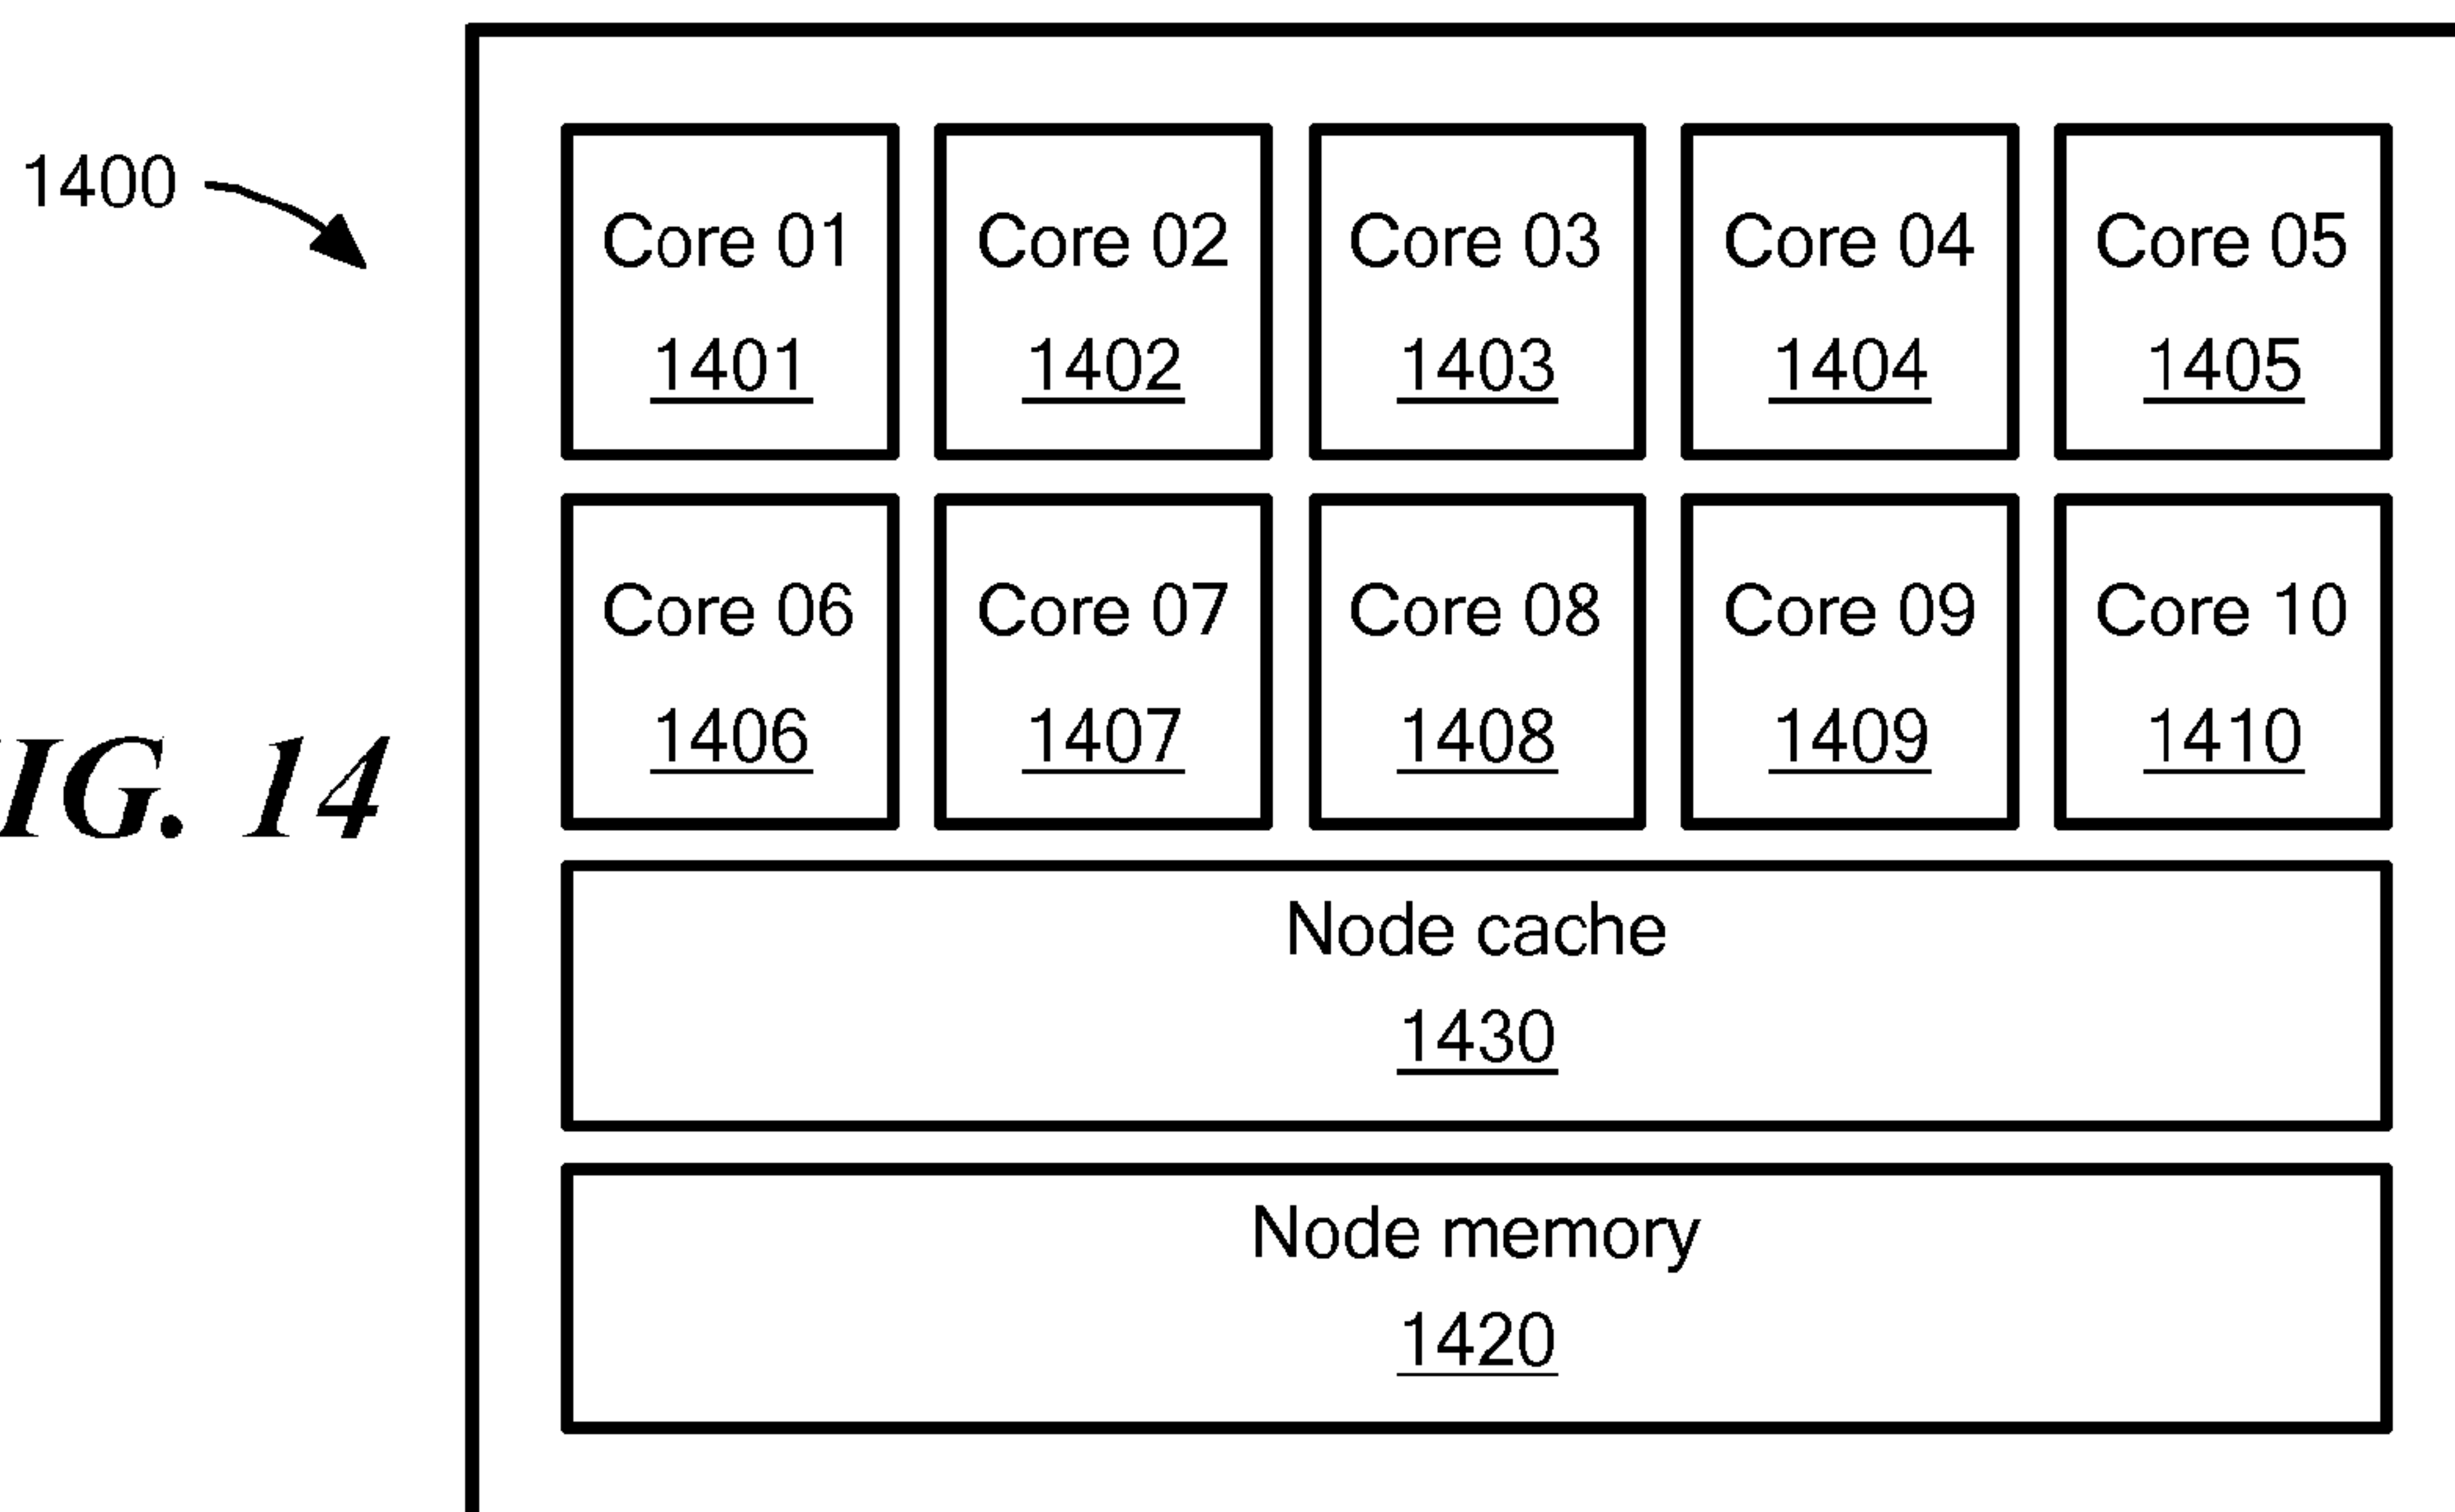 1400
Core 01 Core 02 Core 03 Core 04 Core 05
1401 1402 1403 1404 1405
Core 06 Core 07 Core 08 Core 09 Core 10
1406 1407 1408 1409 1410
IG. 14
Node cache
1430
Node memory
1420